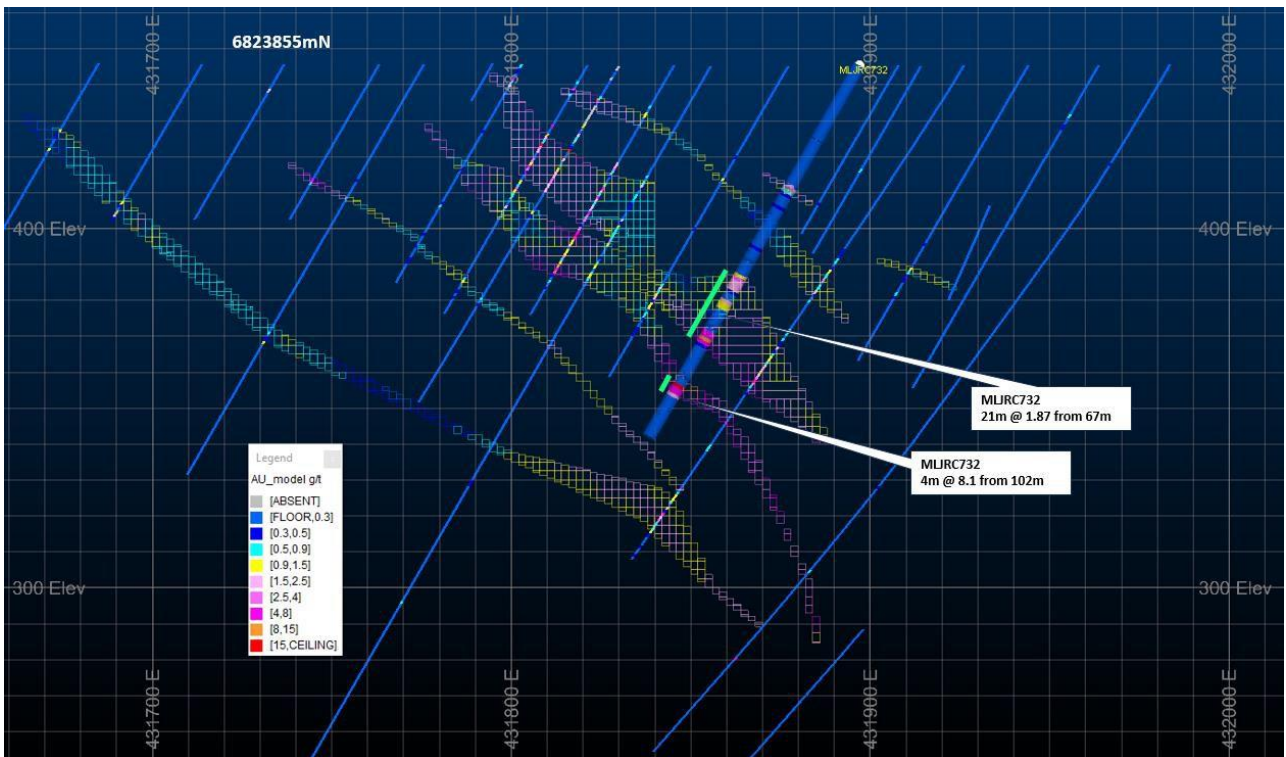 431700 E
431800 E
431900 E
432000 E
6823855mN
MLJRC732
400 Elev
400 Elev
MLJRC732
21m @ 1.87 from 67m
MLJRC732
4m @ 8.1 from 102m
Legend
AU_model g/t
[ABSENT]
[FLOOR,0.3]
[0.3,0.5]
[0.5,0.9]
[0.9,1.5]
[1.5,2.5]
[2.5,4]
[4,8]
[8,15]
[15,CEILING]
300 Elev
300 Elev
431700 E
431800 E
431900 E
432000 E